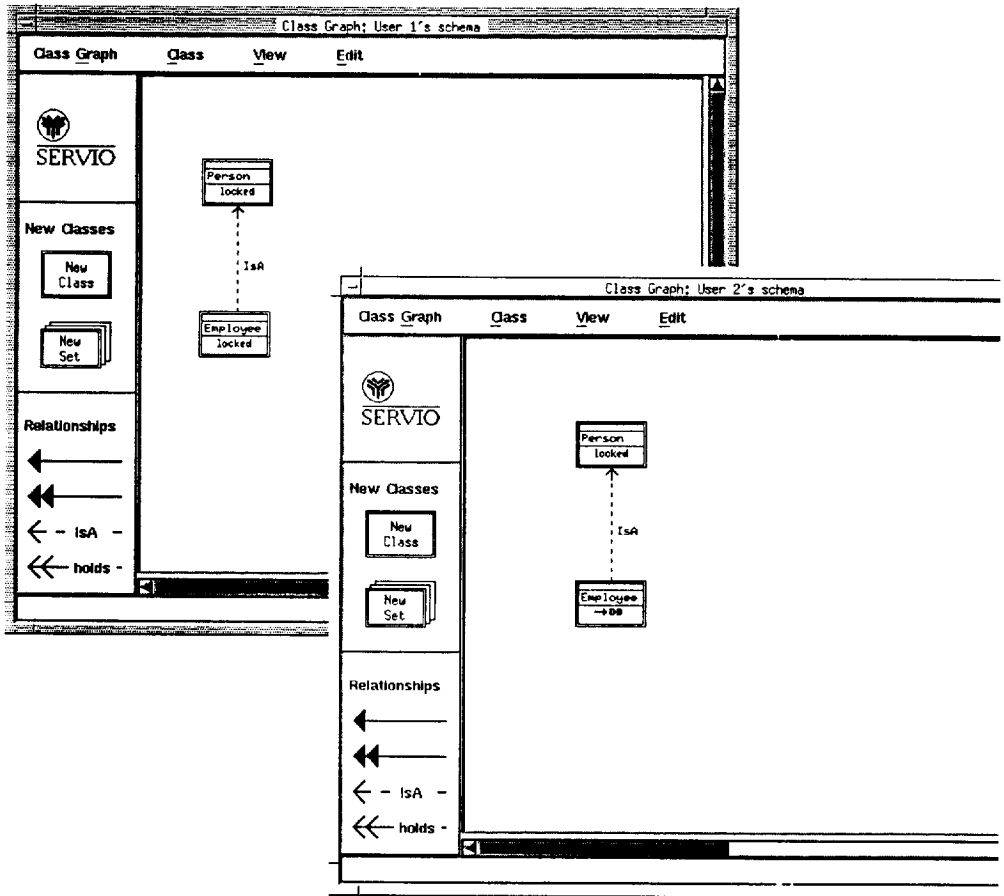 Class Graph: User 1's schema
Class Graph Class View Edit
SERVIO
New Classes
New
Class
New
Set
Relationships
IsA
holds
Person
locked
IsA
Employee
locked
Class Graph: User 2's schema
Class Graph Class View Edit
SERVIO
New Classes
New
Class
New
Set
Relationships
IsA
holds
Person
locked
IsA
Employee
→DB